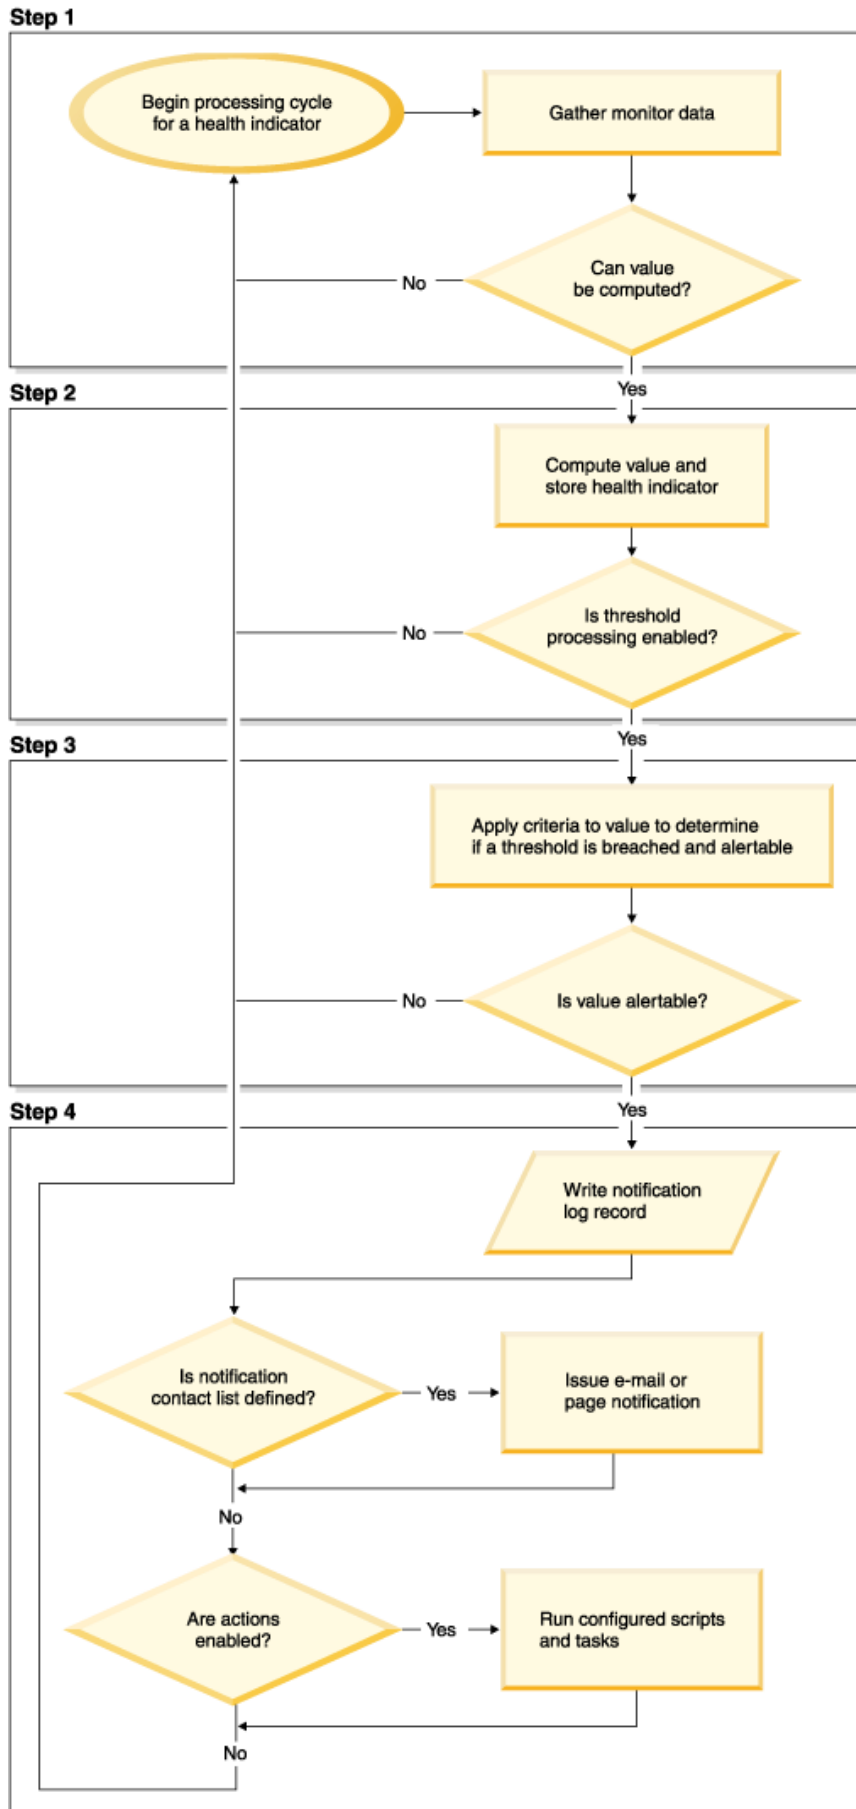 Step 1
Begin processing cycle
for a health indicator
Gather monitor data
Can value
be computed?
No
Yes
Step 2
Compute value and
store health indicator
Is threshold
processing enabled?
No
Yes
Step 3
Apply criteria to value to determine
if a threshold is breached and alertable
Is value alertable?
No
Yes
Step 4
Write notification
log record
Is notification
contact list defined?
Yes
Issue e-mail or
page notification
No
Are actions
enabled?
Yes
Run configured scripts
and tasks
No